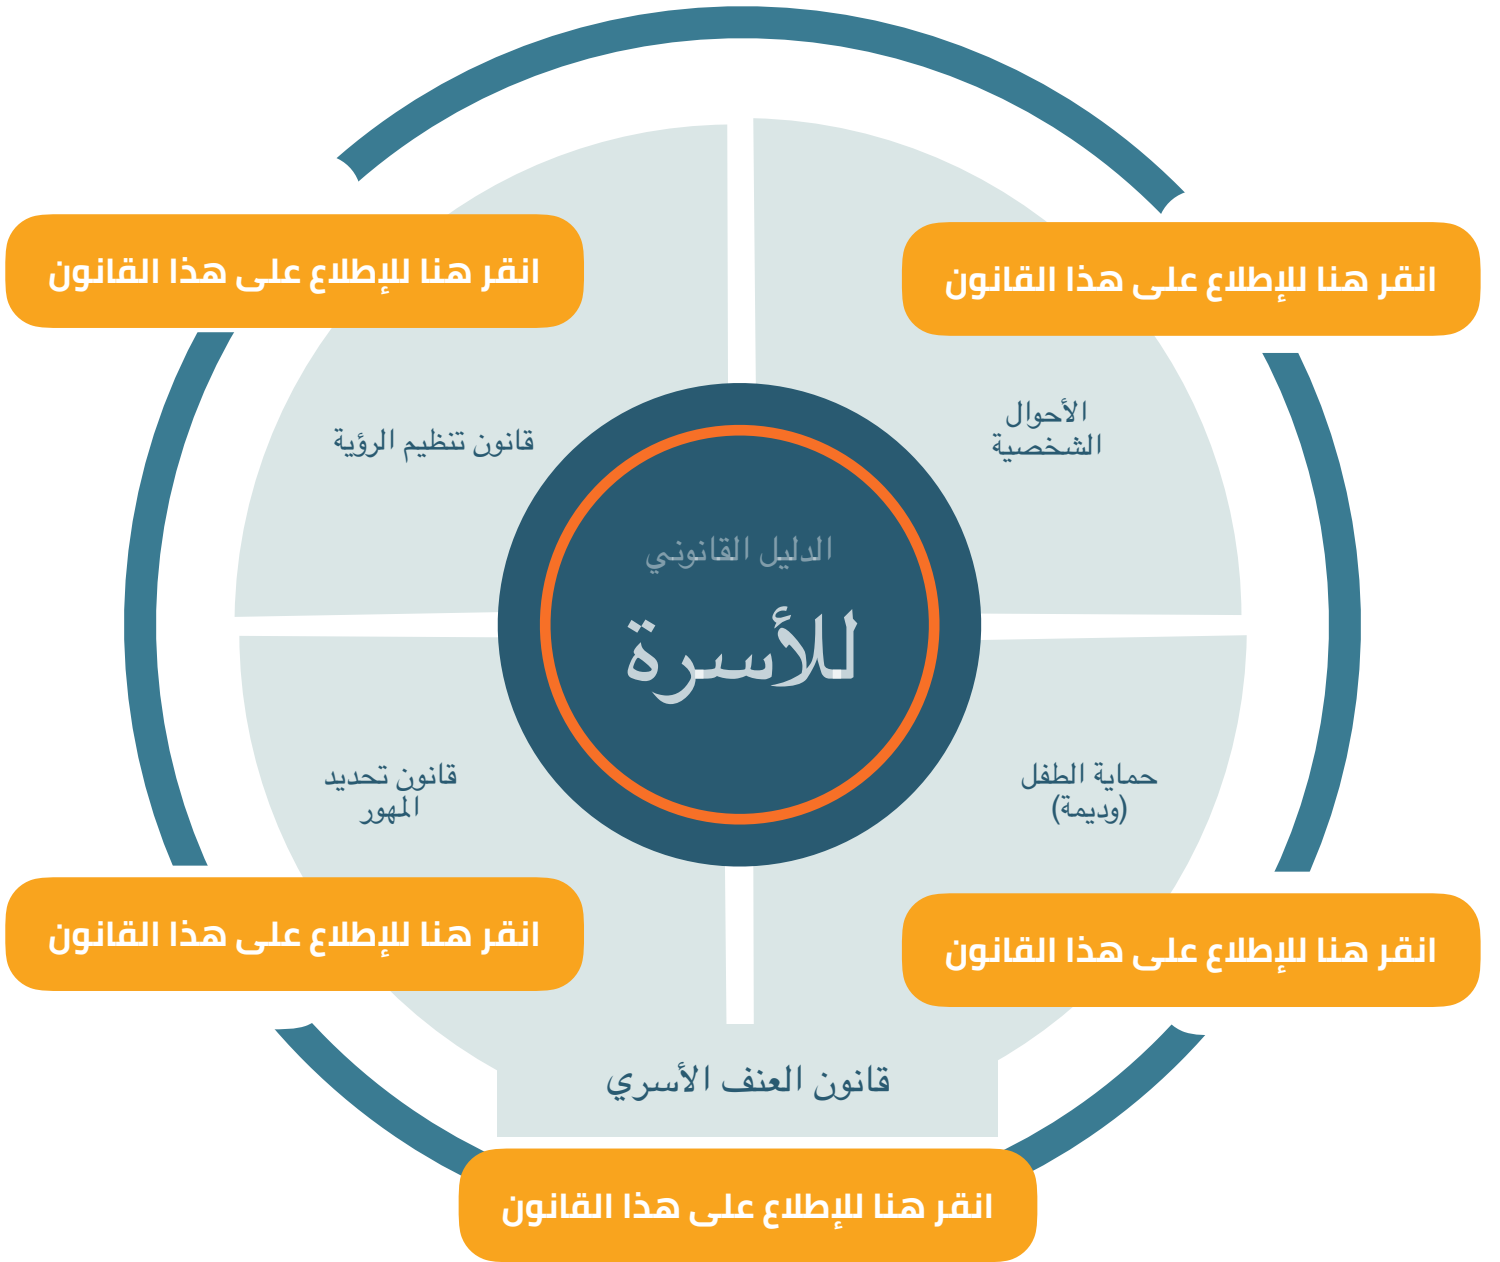 انقر هنا للإطلاع على هذا القانون
انقر هنا للإطلاع على هذا القانون
الأحوال
الشخصية
قانون تنظيم الرؤية
الدليل القانوني
للأسرة
حماية الطفل
(وديمة)
قانون تحديد
المهور
انقر هنا للإطلاع على هذا القانون
انقر هنا للإطلاع على هذا القانون
قانون العنف الأسري
انقر هنا للإطلاع على هذا القانون